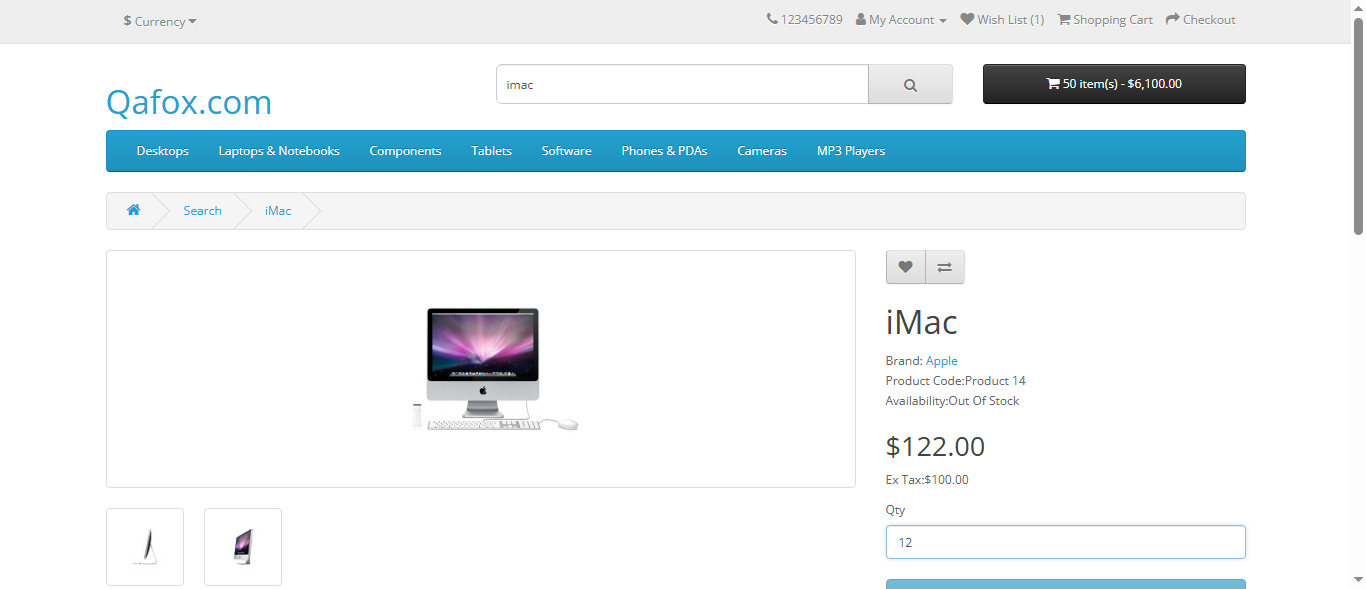 $ Currency
123456789 My Account Wish List (1) Shopping Cart Checkout
Qafox.com
imac
50 item(s) - $6,100.00
Desktops Laptops & Notebooks Components Tablets Software Phones & PDAs Cameras MP3 Players
Search iMac
iMac
Brand: Apple
Product Code:Product 14
Availability:Out Of Stock
$122.00
Ex Tax:$100.00
Qty
12